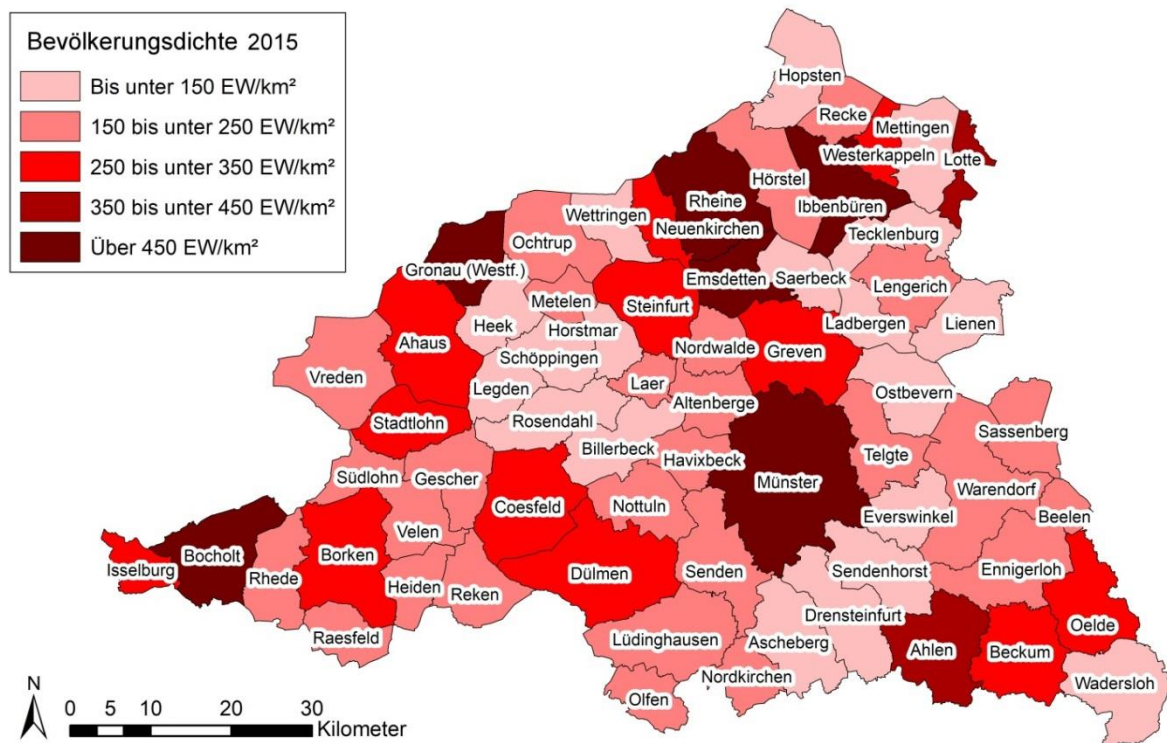 Bevölkerungsdichte 2015
Bis unter 150 EW/km²
150 bis unter 250 EW/km²
250 bis unter 350 EW/km²
350 bis unter 450 EW/km²
Über 450 EW/km²
Hopsten
Recke
Mettingen
Westerkappeln
Lotte
Hörstel
Rheine
Ibbenbüren
Wettringen
Neuenkirchen
Tecklenburg
Ochtrup
Gronau (Westf.)
Emsdetten
Saerbeck
Lengerich
Metelen
Steinfurt
Heek
Horstmar
Ladbergen
Lienen
Ahaus
Nordwalde
Greven
Schöppingen
Vreden
Laer
Legden
Ostbevern
Altenberge
Stadtlohn
Rosendahl
Sassenberg
Billerbeck
Havixbeck
Telgte
Südlohn
Gescher
Münster
Warendorf
Coesfeld
Nottuln
Everswinkel
Beelen
Velen
Bocholt
Borken
Isselburg
Rhede
Heiden
Reken
Dülmen
Senden
Sendenhorst
Ennigerloh
Drensteinfurt
Raesfeld
Lüdinghausen
Ascheberg
Oelde
Ahlen
Beckum
Nordkirchen
Wadersloh
Olfen
N
0 5 10 20 30
Kilometer